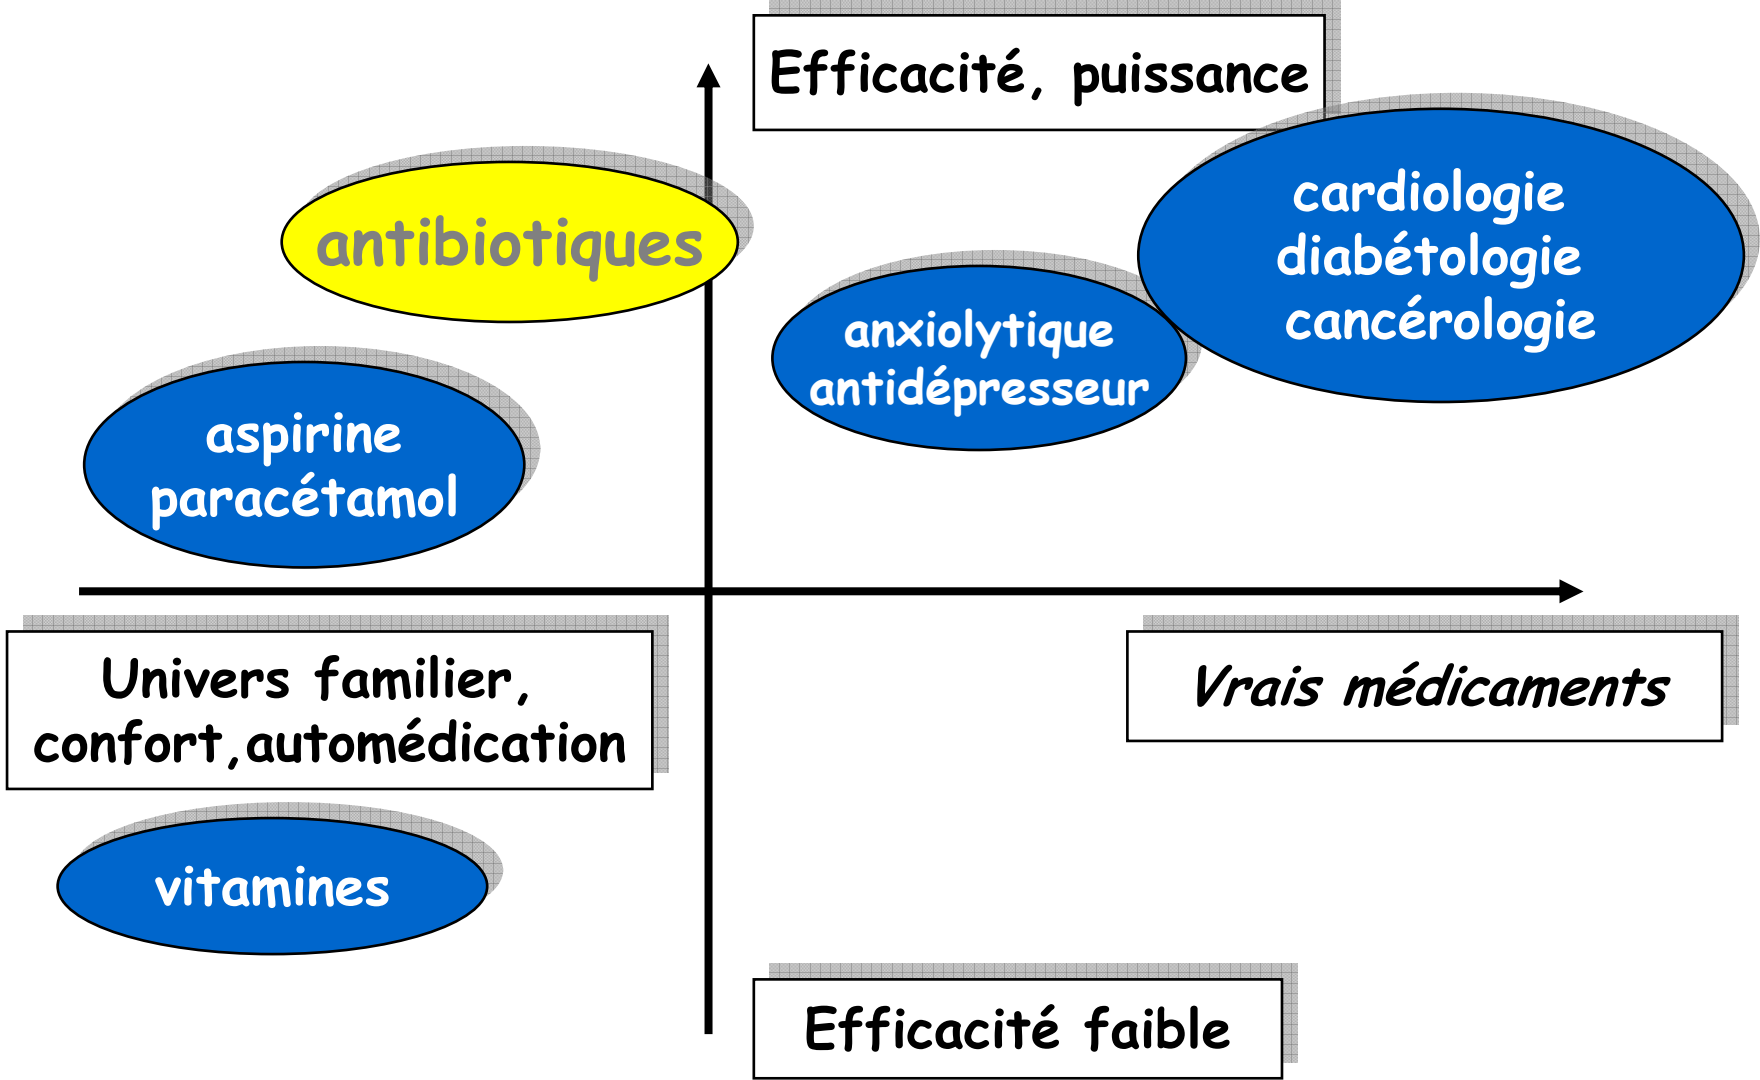 Efficacité, puissance
cardiologie
diabétologie
cancérologie
antibiotiques
anxiolytique
antidépresseur
aspirine
paracétamol
Univers familier,
confort,automédication
Vrais médicaments
vitamines
Efficacité faible